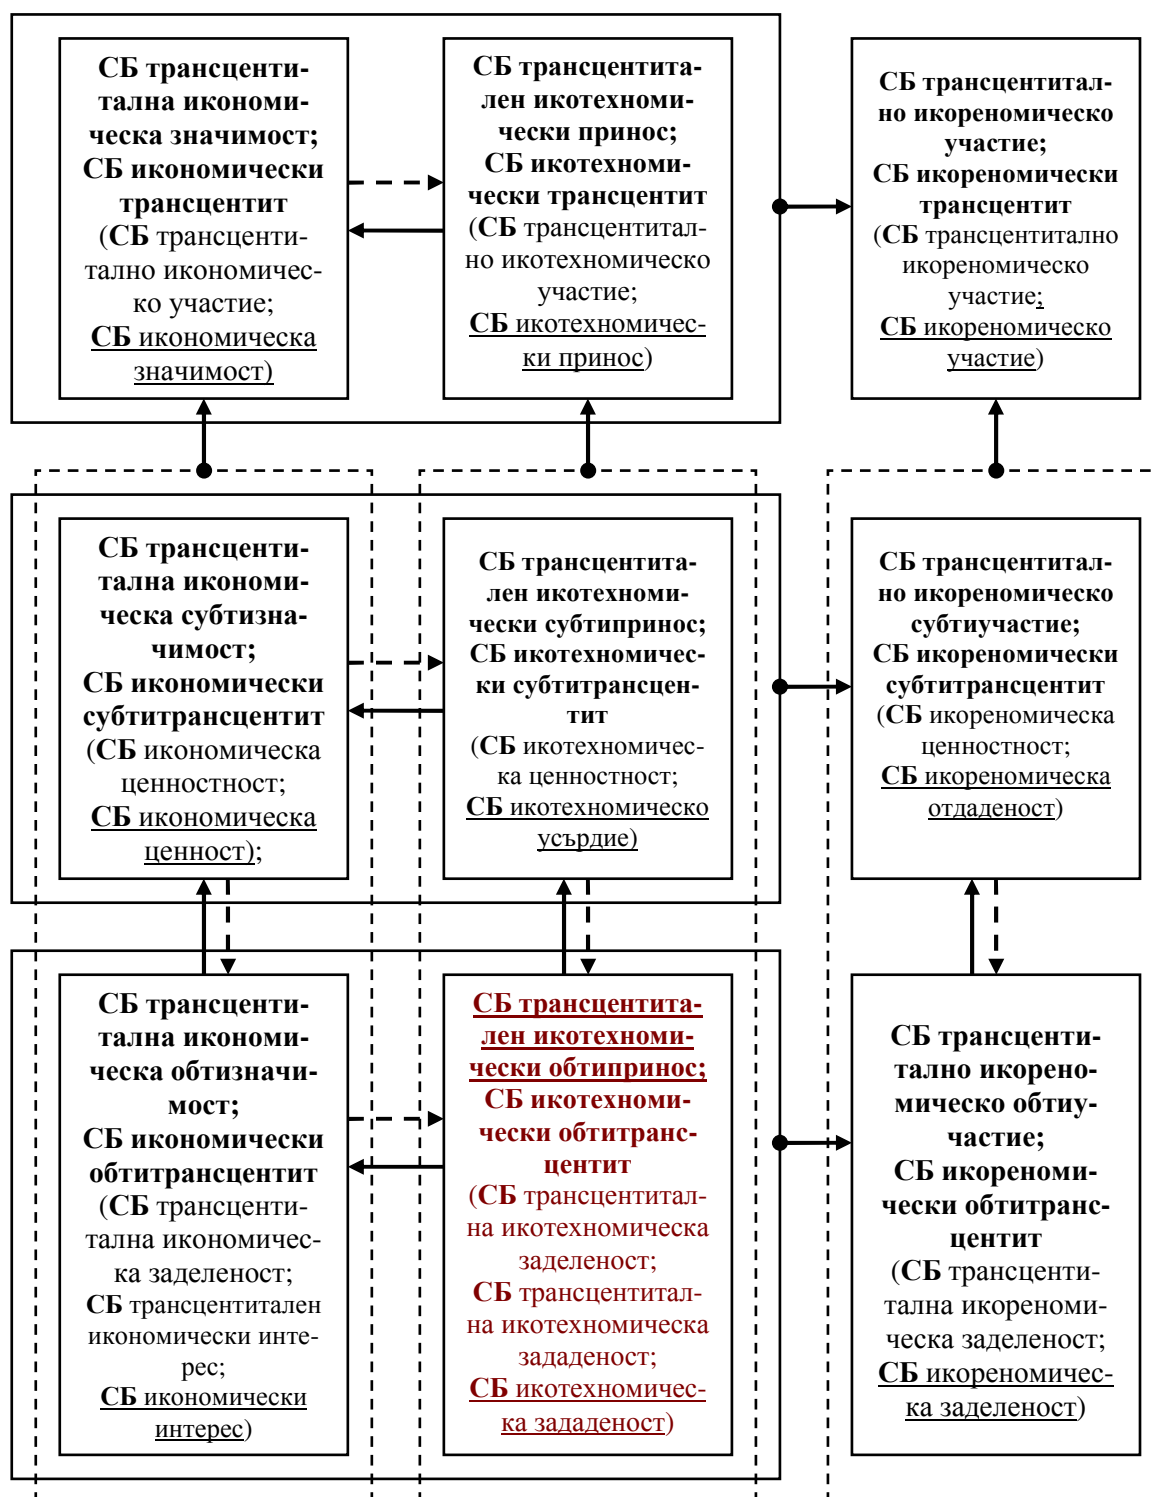 СБ трансценти-
тална икономи-
ческа значимост;
СБ икономически
трансцентит
(СБ трансценти-
тално икономичес-
ко участие;
СБ икономическа
значимост)
СБ трансцентита-
лен икотехноми-
чески принос;
СБ икотехноми-
чески трансцентит
(СБ трансцентитал-
но икотехномическо
участие;
СБ икотехномичес-
ки принос)
СБ трансцентитал-
но икореномическо
участие;
СБ икореномически
трансцентит
(СБ трансцентитално
икореномическо
участие;
СБ икореномическо
участие)
СБ трансценти-
тална икономи-
ческа субтизна-
чимост;
СБ икономически
субтитрансцентит
(СБ икономическа
ценностност;
СБ икономическа
ценност);
СБ трансцентита-
лен икотехноми-
чески субтипринос;
СБ икотехномичес-
ки субтитрансцен-
тит
(СБ икотехномичес-
ка ценностност;
СБ икотехномическо
усърдие)
СБ трансцентитал-
но икореномическо
субтиучастие;
СБ икореномически
субтитрансцентит
(СБ икореномическа
ценностност;
СБ икореномическа
отдаденост)
СБ трансценти-
тална икономи-
ческа обтизначи-
мост;
СБ икономически
обтитрансцентит
(СБ трансценти-
тална икономичес-
ка заделеност;
СБ трансцентитален
икономически инте-
рес;
СБ икономически
интерес)
СБ трансцентита-
лен икотехноми-
чески обтипринос;
СБ икотехноми-
чески обтитранс-
центит
(СБ трансцентитал-
на икотехномическа
заделеност;
СБ трансцентитал-
на икотехномическа
зададеност;
СБ икотехномичес-
ка зададеност)
СБ трансценти-
тално икорено-
мическо обтиу-
частие;
СБ икореноми-
чески обтитранс-
центит
(СБ трансценти-
тална икореноми-
ческа заделеност;
СБ икореномичес-
ка заделеност)